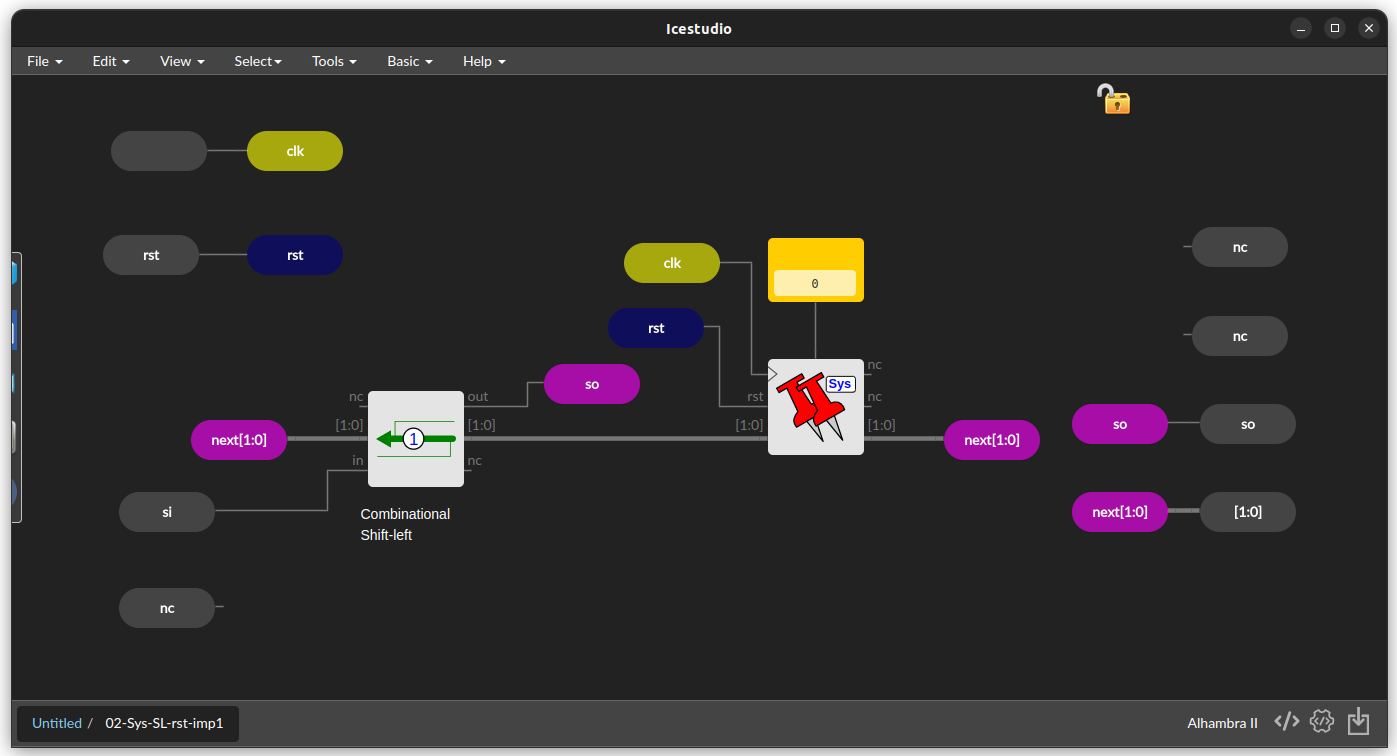 Icestudio
File Edit View Select Tools Basic Help
clk
rst rst
clk
0
rst
so
nc out
[1:0] [1:0]
in nc
1
next[1:0]
si
Combinational
Shift-left
nc
Sys
nc
rst nc
[1:0] [1:0]
next[1:0]
nc
nc
so so
next[1:0] [1:0]
Untitled / 02-Sys-SL-rst-imp1
Alhambra II